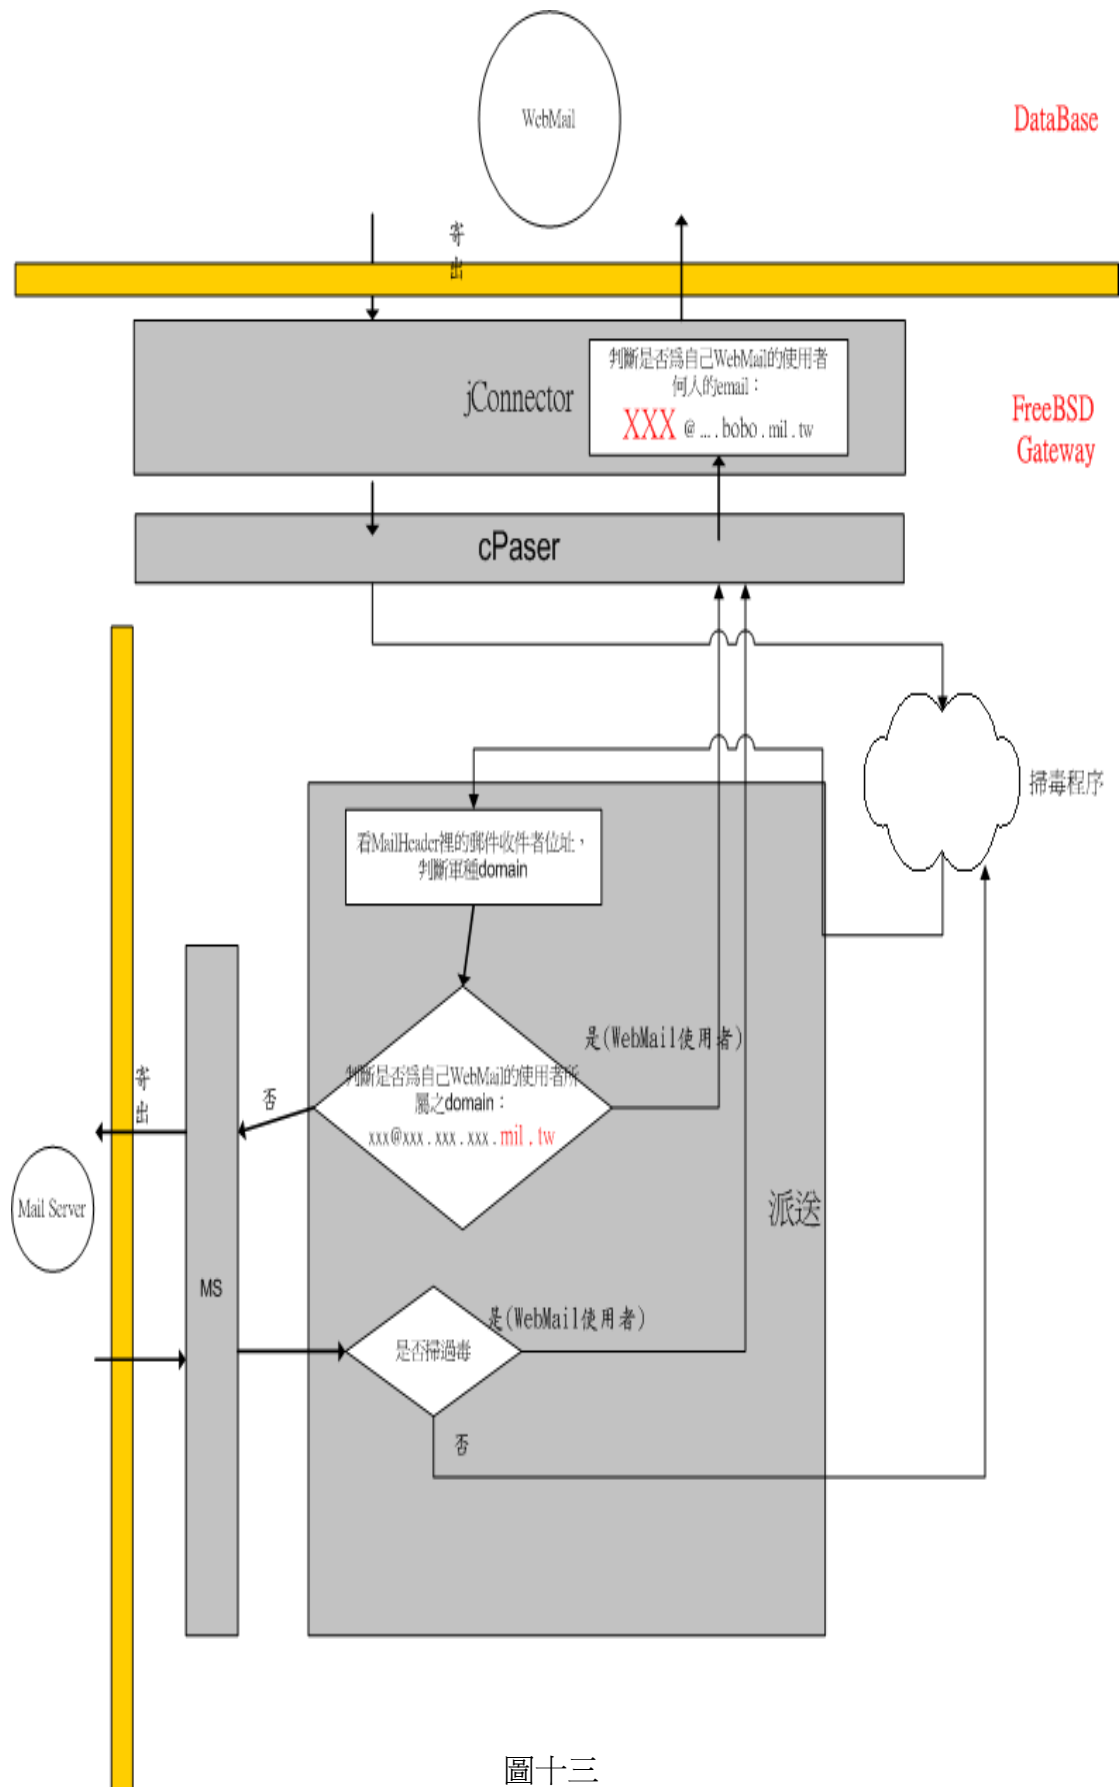 WebMail
DataBase
寄
出
判斷是否為自己WebMail的使用者
何人的email：
XXX @ ....bobo.mil.tw
jConnector
FreeBSD
Gateway
cPaser
掃毒程序
看MailHeader裡的郵件收件者位址，
判斷軍種domain
是(WebMail使用者)
判斷是否為自己WebMail的使用者所
屬之domain：
xxx@xxx.xxx.xxx.mil.tw
否
寄
出
Mail Server
派送
MS
是(WebMail使用者)
是否掃過毒
否
圖十三